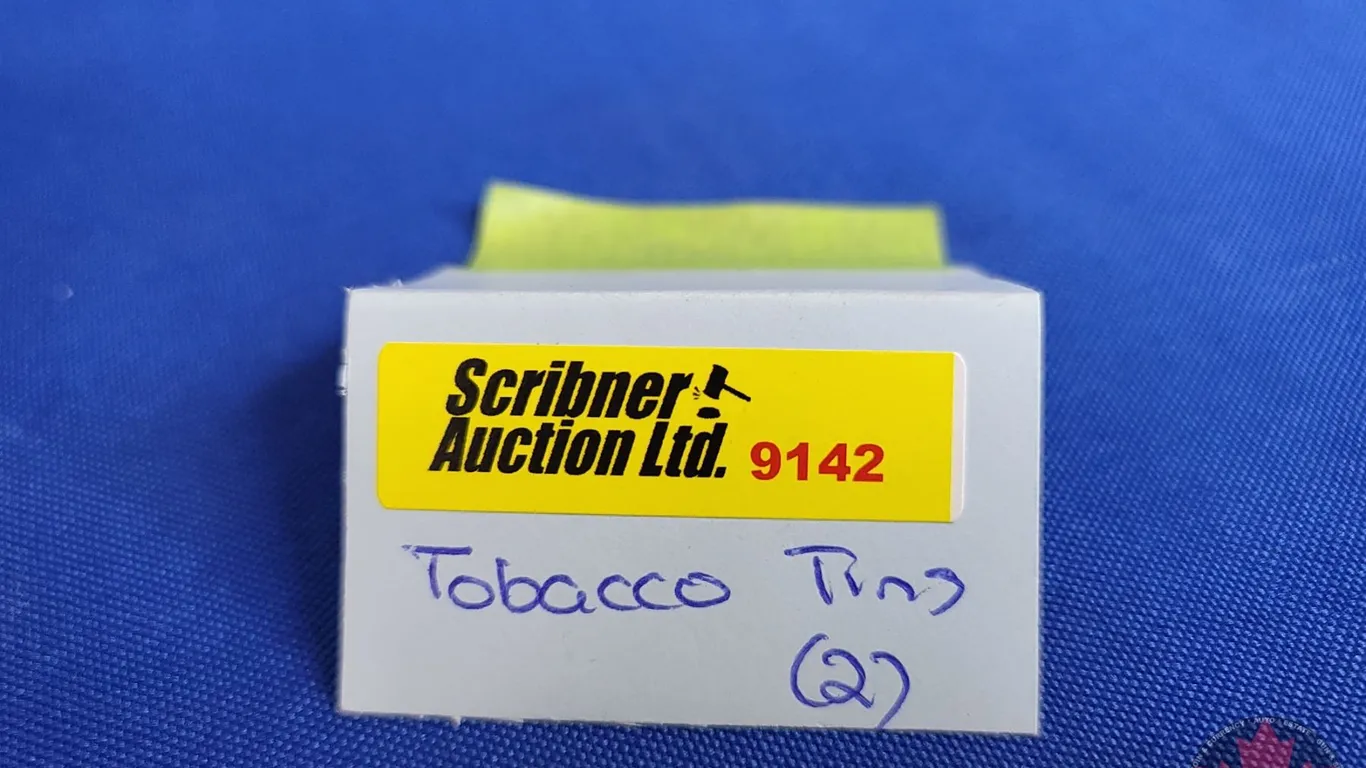 Scribner
Auction Ltd. 9142
Tobacco Tins
(2)